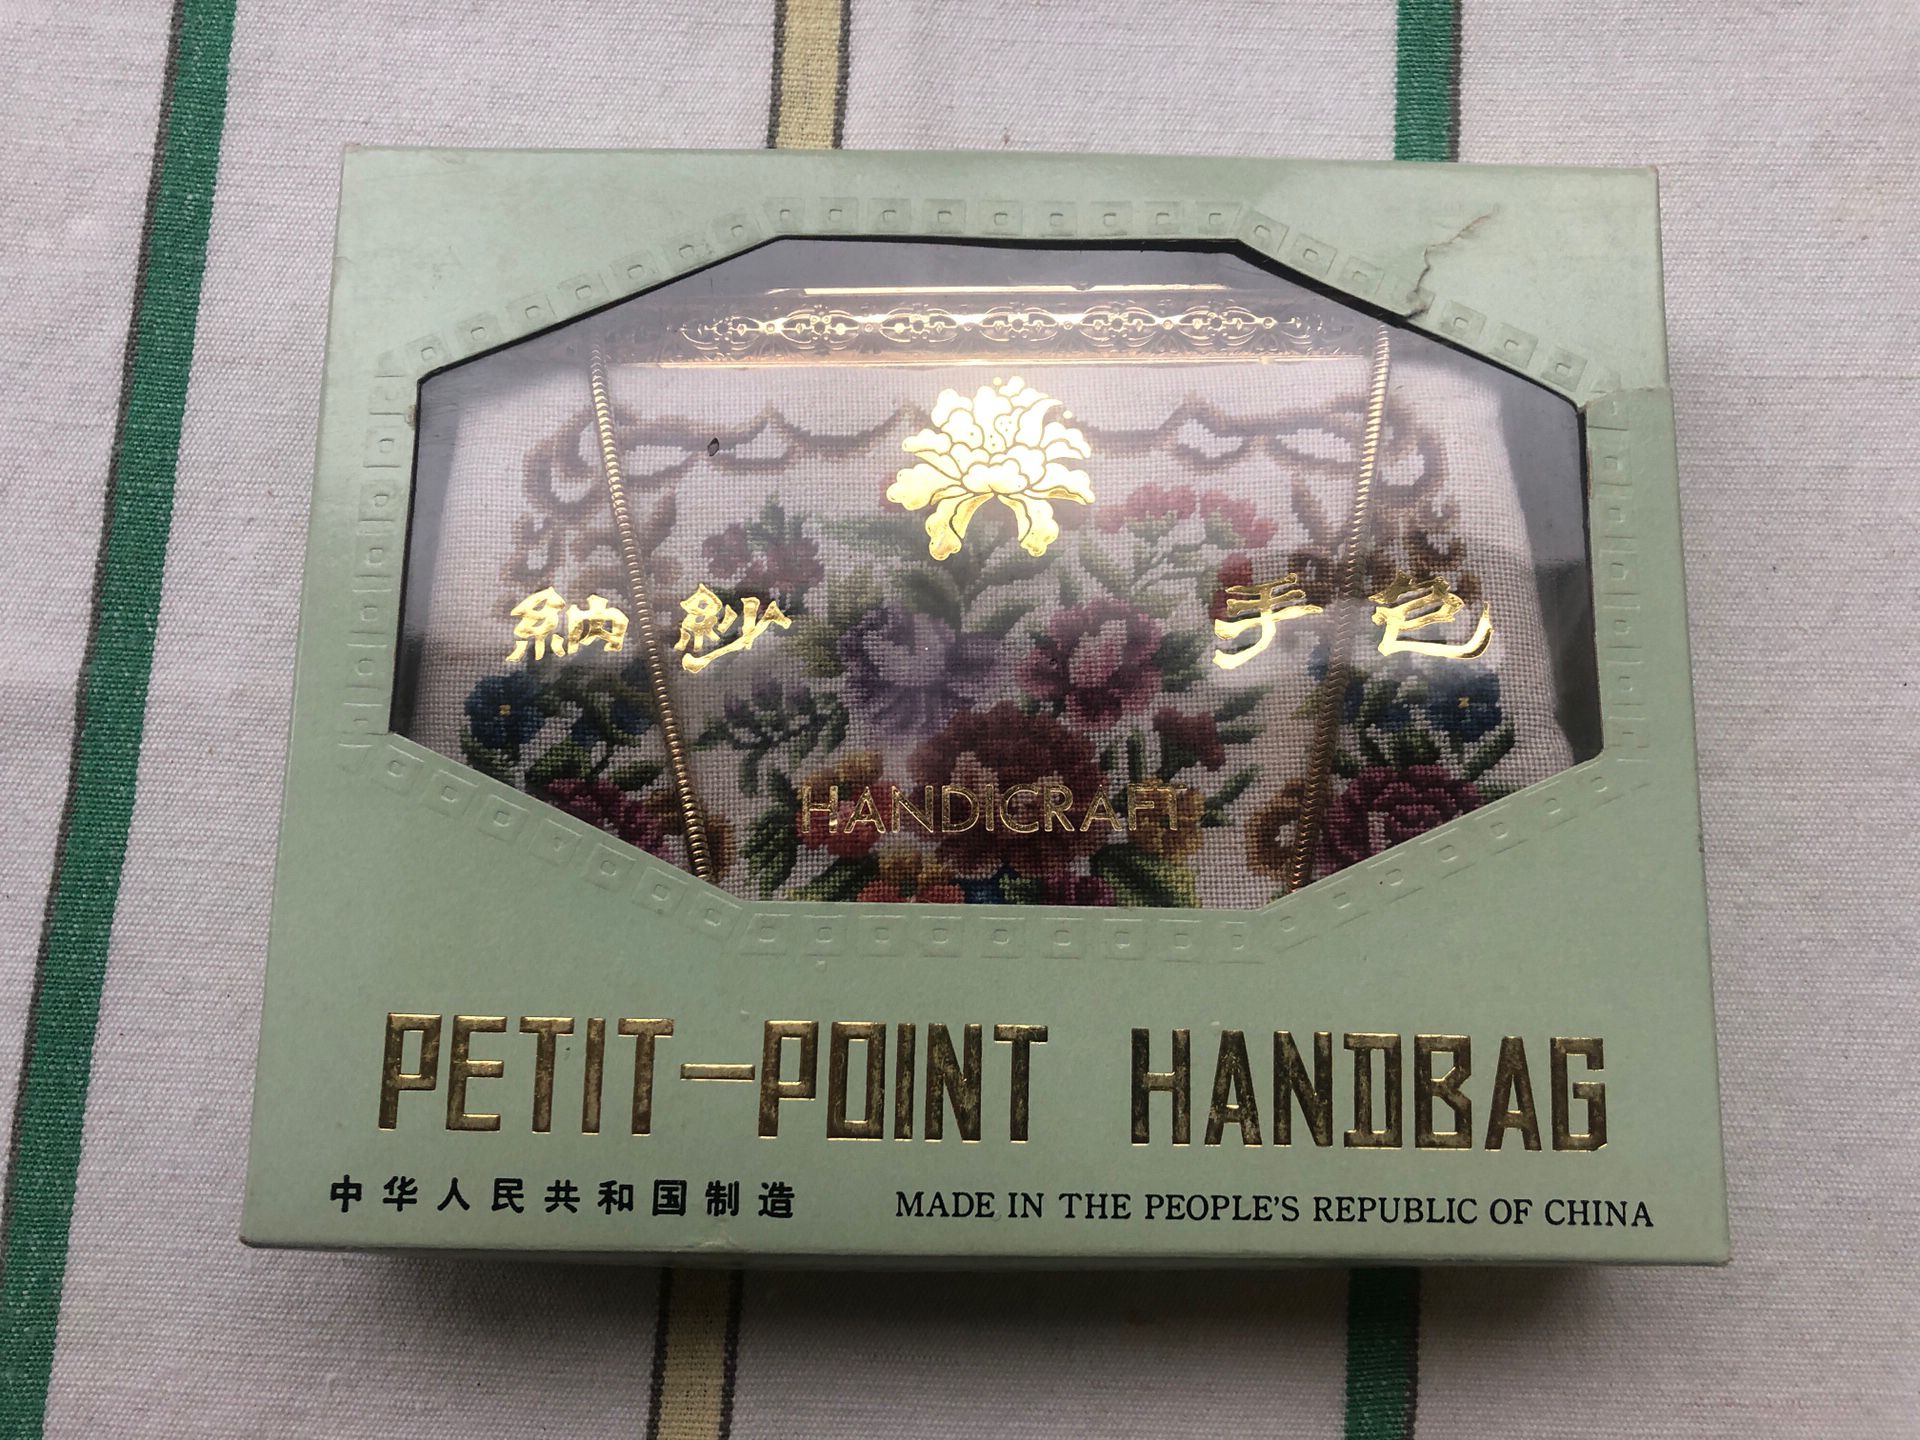 納紗 手包
HANDICRAFT
PETIT-POINT HANDBAG
中华人民共和国制造 MADE IN THE PEOPLE'S REPUBLIC OF CHINA